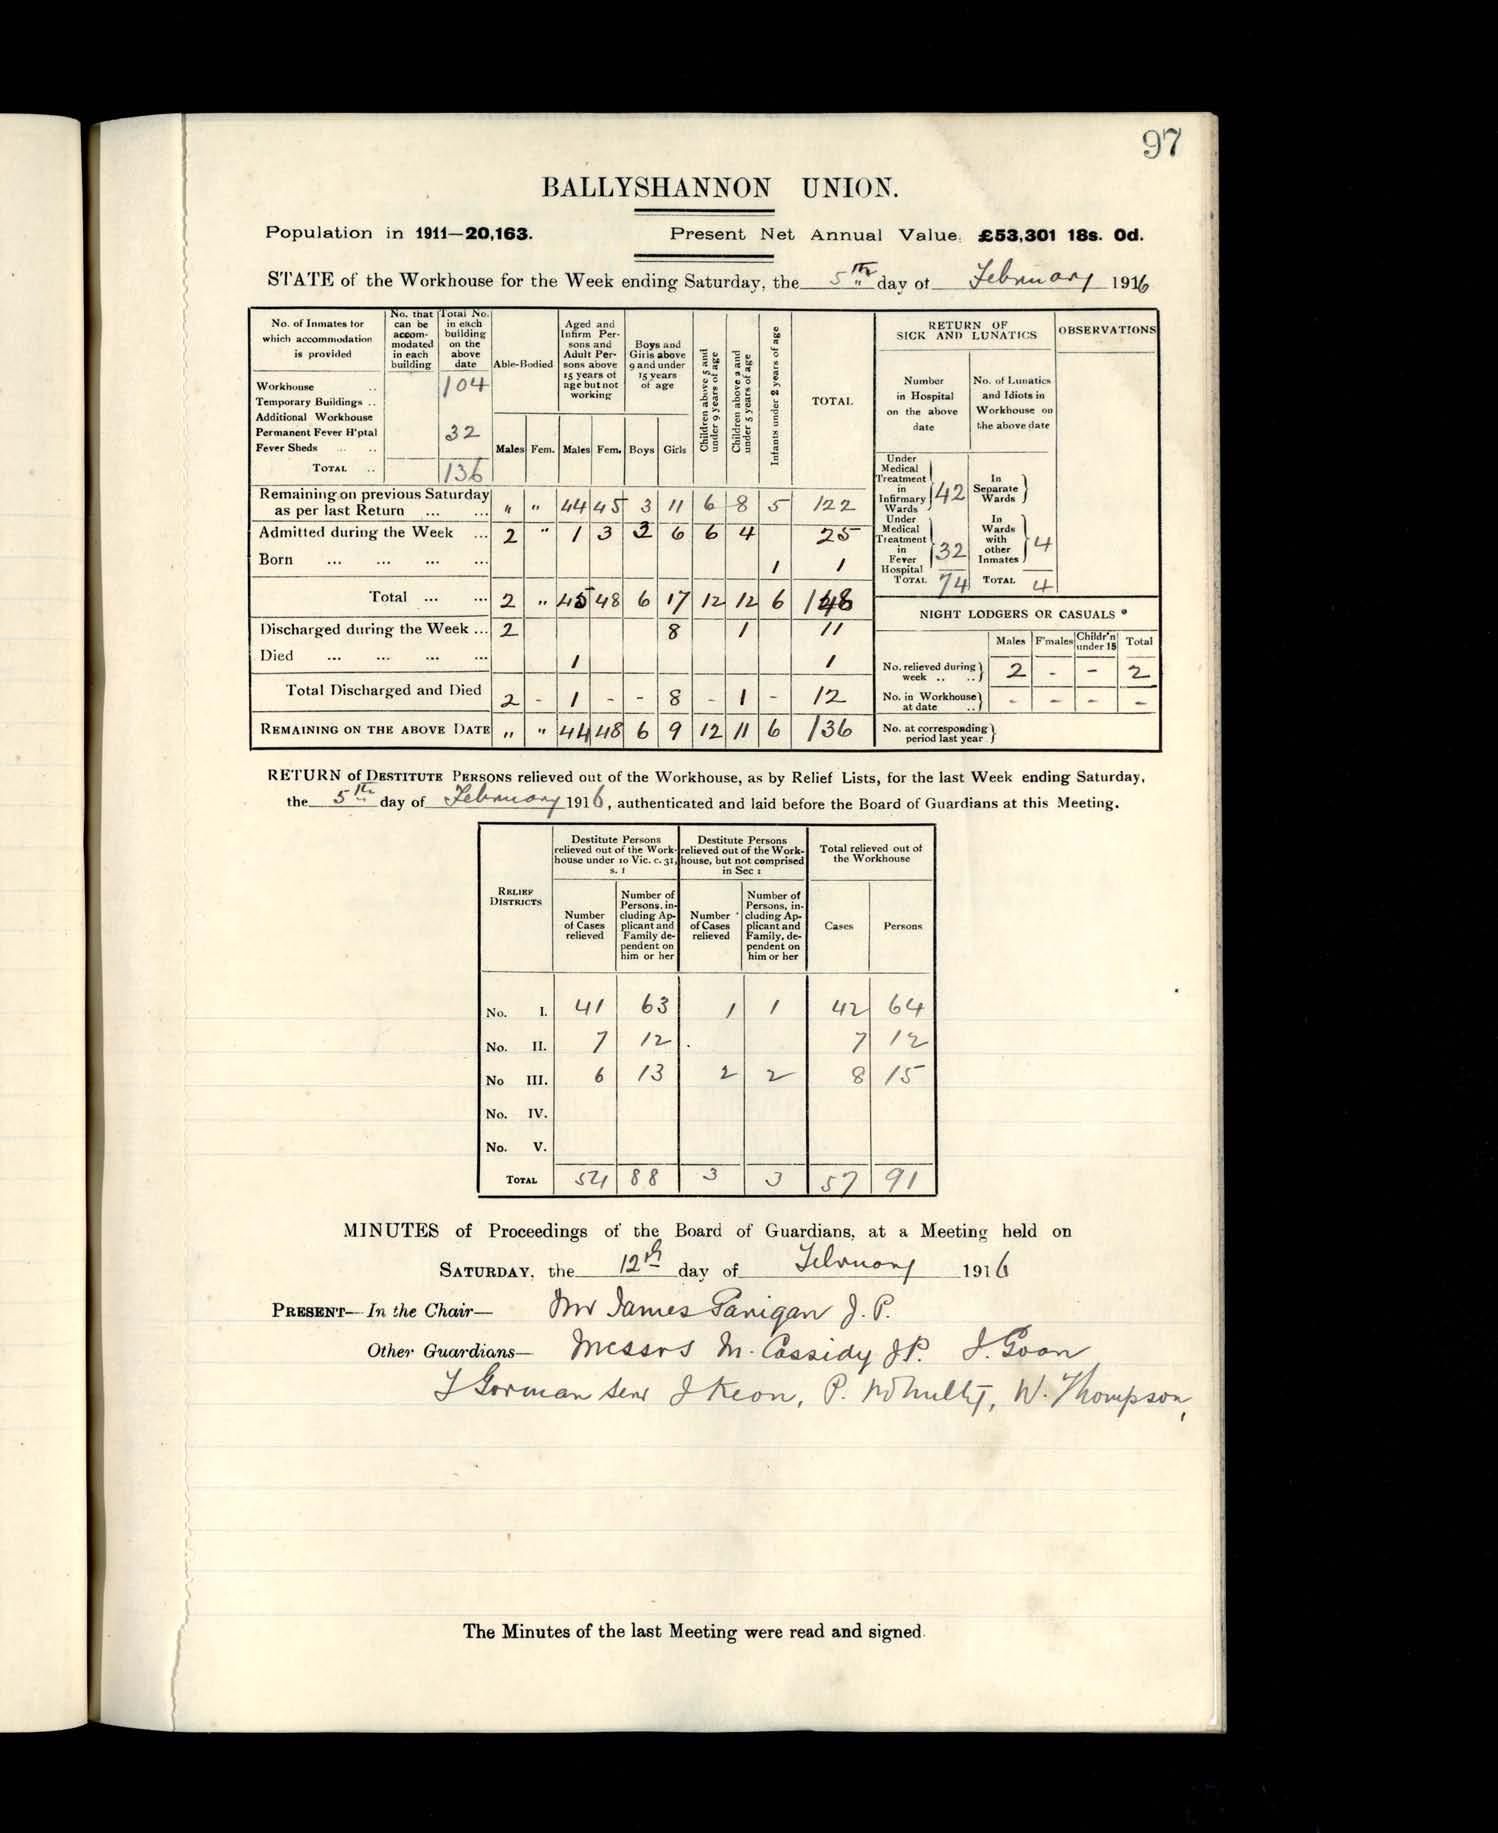 97
BALLYSHANNON UNION.
Population in 1911—20,163. Present Net Annual Value, £53,301 18s. 0d.
STATE of the Workhouse for the Week ending Saturday, the 5th day of February 1916
No. of Inmates for which accommodation is provided | No. that can be accommodated in each building | Total No. in each building on the above date | Able-Bodied | Aged and Infirm Persons and Adult Persons above 15 years of age but not working | Boys and Girls above 9 and under 15 years of age | Children above 5 and under 9 years of age | Children above 2 and under 5 years of age | Infants under 2 years of age | TOTAL | RETURN OF SICK AND LUNATICS | OBSERVATIONS
Workhouse .. 104
Temporary Buildings ..
Additional Workhouse
Permanent Fever H'ptal 32
Fever Sheds ... ..
TOTAL .. 136
Males Fem. Males Fem. Boys Girls
Remaining on previous Saturday as per last Return ... ... " " 44 45 3 11 6 8 5 122
Admitted during the Week ... 2 " 1 3 3 6 6 4 25
Born ... ... ... ... 1 1
Total ... ... 2 " 45 48 6 17 12 12 6 148
Discharged during the Week ... 2 8 1 11
Died ... ... ... ... 1 1
Total Discharged and Died 2 - 1 - - 8 - 1 - 12
REMAINING ON THE ABOVE DATE " " 44 48 6 9 12 11 6 136
Number in Hospital on the above date | No. of Lunatics and Idiots in Workhouse on the above date
Under Medical Treatment in Infirmary Wards 42 | In Separate Wards
Under Medical Treatment in Fever Hospital 32 | In Wards with other Inmates 4
TOTAL 74 | TOTAL 4
NIGHT LODGERS OR CASUALS *
Males F'males Childr'n under 15 Total
No. relieved during week .. .. 2 - - 2
No. in Workhouse at date .. - - - -
No. at corresponding period last year
RETURN of DESTITUTE PERSONS relieved out of the Workhouse, as by Relief Lists, for the last Week ending Saturday,
the 5th day of February 1916, authenticated and laid before the Board of Guardians at this Meeting.
RELIEF DISTRICTS | Destitute Persons relieved out of the Work-house under 10 Vic. c. 31, s. 1 | Destitute Persons relieved out of the Work-house, but not comprised in Sec 1 | Total relieved out of the Workhouse
Number of Cases relieved | Number of Persons, including Applicant and Family dependent on him or her | Number of Cases relieved | Number of Persons, including Applicant and Family, dependent on him or her | Cases | Persons
No. I. 41 63 1 1 42 64
No. II. 7 12 7 12
No III. 6 13 2 2 8 15
No. IV.
No. V.
TOTAL 54 88 3 3 57 91
MINUTES of Proceedings of the Board of Guardians, at a Meeting held on
SATURDAY, the 12th day of February 1916
PRESENT—In the Chair— Mr James J. P.
Other Guardians— Messrs M. Cassidy J.P.
Gorman Senr J Keon, P. W. Thompson,
The Minutes of the last Meeting were read and signed.